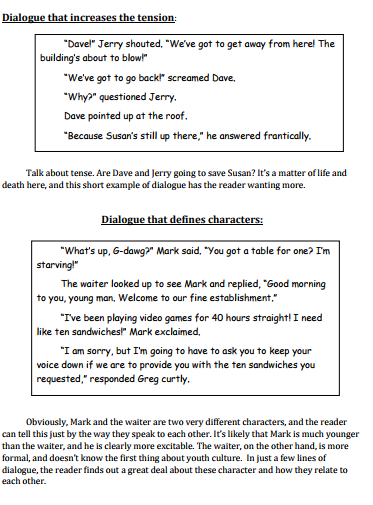 Dialogue that increases the tension:
"Dave!" Jerry shouted. "We've got to get away from here! The
building's about to blow!"
"We've got to go back!" screamed Dave.
"Why?" questioned Jerry.
Dave pointed up at the roof.
"Because Susan's still up there," he answered frantically.
Talk about tense. Are Dave and Jerry going to save Susan? It's a matter of life and
death here, and this short example of dialogue has the reader wanting more.
Dialogue that defines characters:
"What's up, G-dawg?" Mark said. "You got a table for one? I'm
starving!"
The waiter looked up to see Mark and replied, "Good morning
to you, young man. Welcome to our fine establishment."
"I've been playing video games for 40 hours straight! I need
like ten sandwiches!" Mark exclaimed.
"I am sorry, but I'm going to have to ask you to keep your
voice down if we are to provide you with the ten sandwiches you
requested," responded Greg curtly.
Obviously, Mark and the waiter are two very different characters, and the reader
can tell this just by the way they speak to each other. It's likely that Mark is much younger
than the waiter, and he is clearly more excitable. The waiter, on the other hand, is more
formal, and doesn't know the first thing about youth culture. In just a few lines of
dialogue, the reader finds out a great deal about these character and how they relate to
each other.